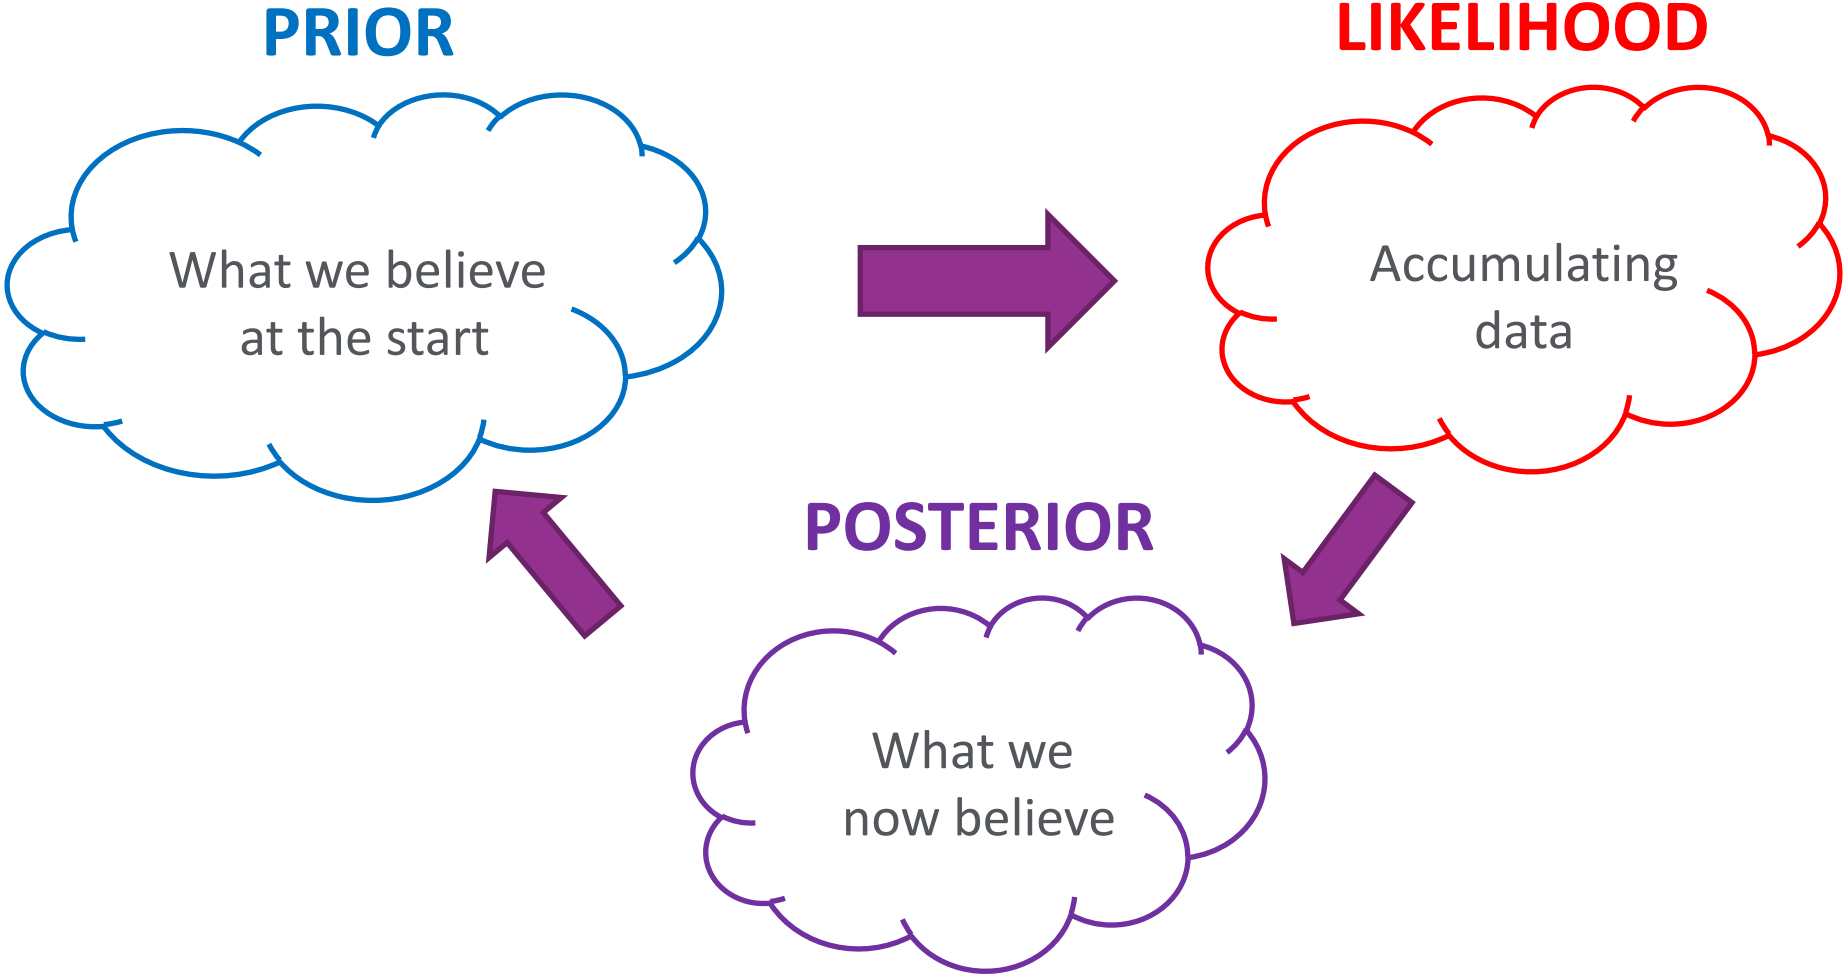 PRIOR
What we believe
at the start
LIKELIHOOD
Accumulating
data
POSTERIOR
What we
now believe